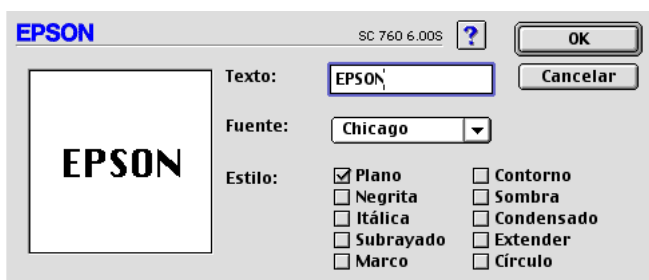 EPSON
SC 760 6.00S
?
OK
Texto:
EPSON
Cancelar
Fuente:
Chicago
EPSON
Estilo:
Plano
Contorno
Negrita
Sombra
Itálica
Condensado
Subrayado
Extender
Marco
Círculo